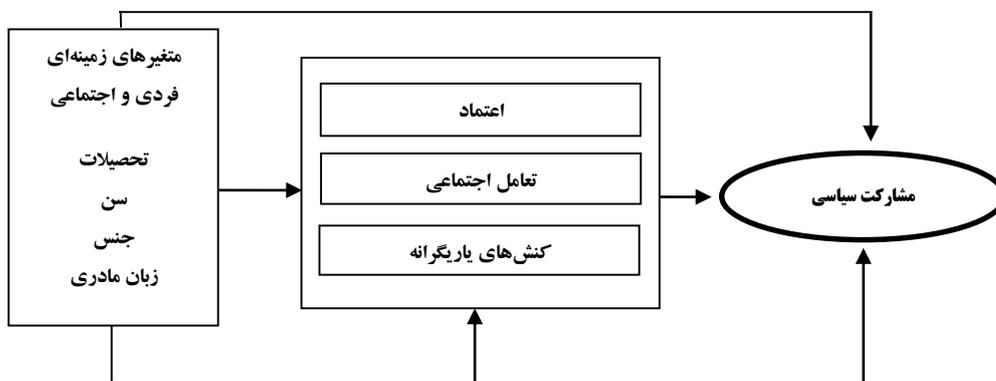 متغیرهای زمینه‌ای
فردی و اجتماعی
تحصیلات
سن
جنس
زبان مادری
اعتماد
تعامل اجتماعی
کنش‌های یاریگرانه
مشارکت سیاسی